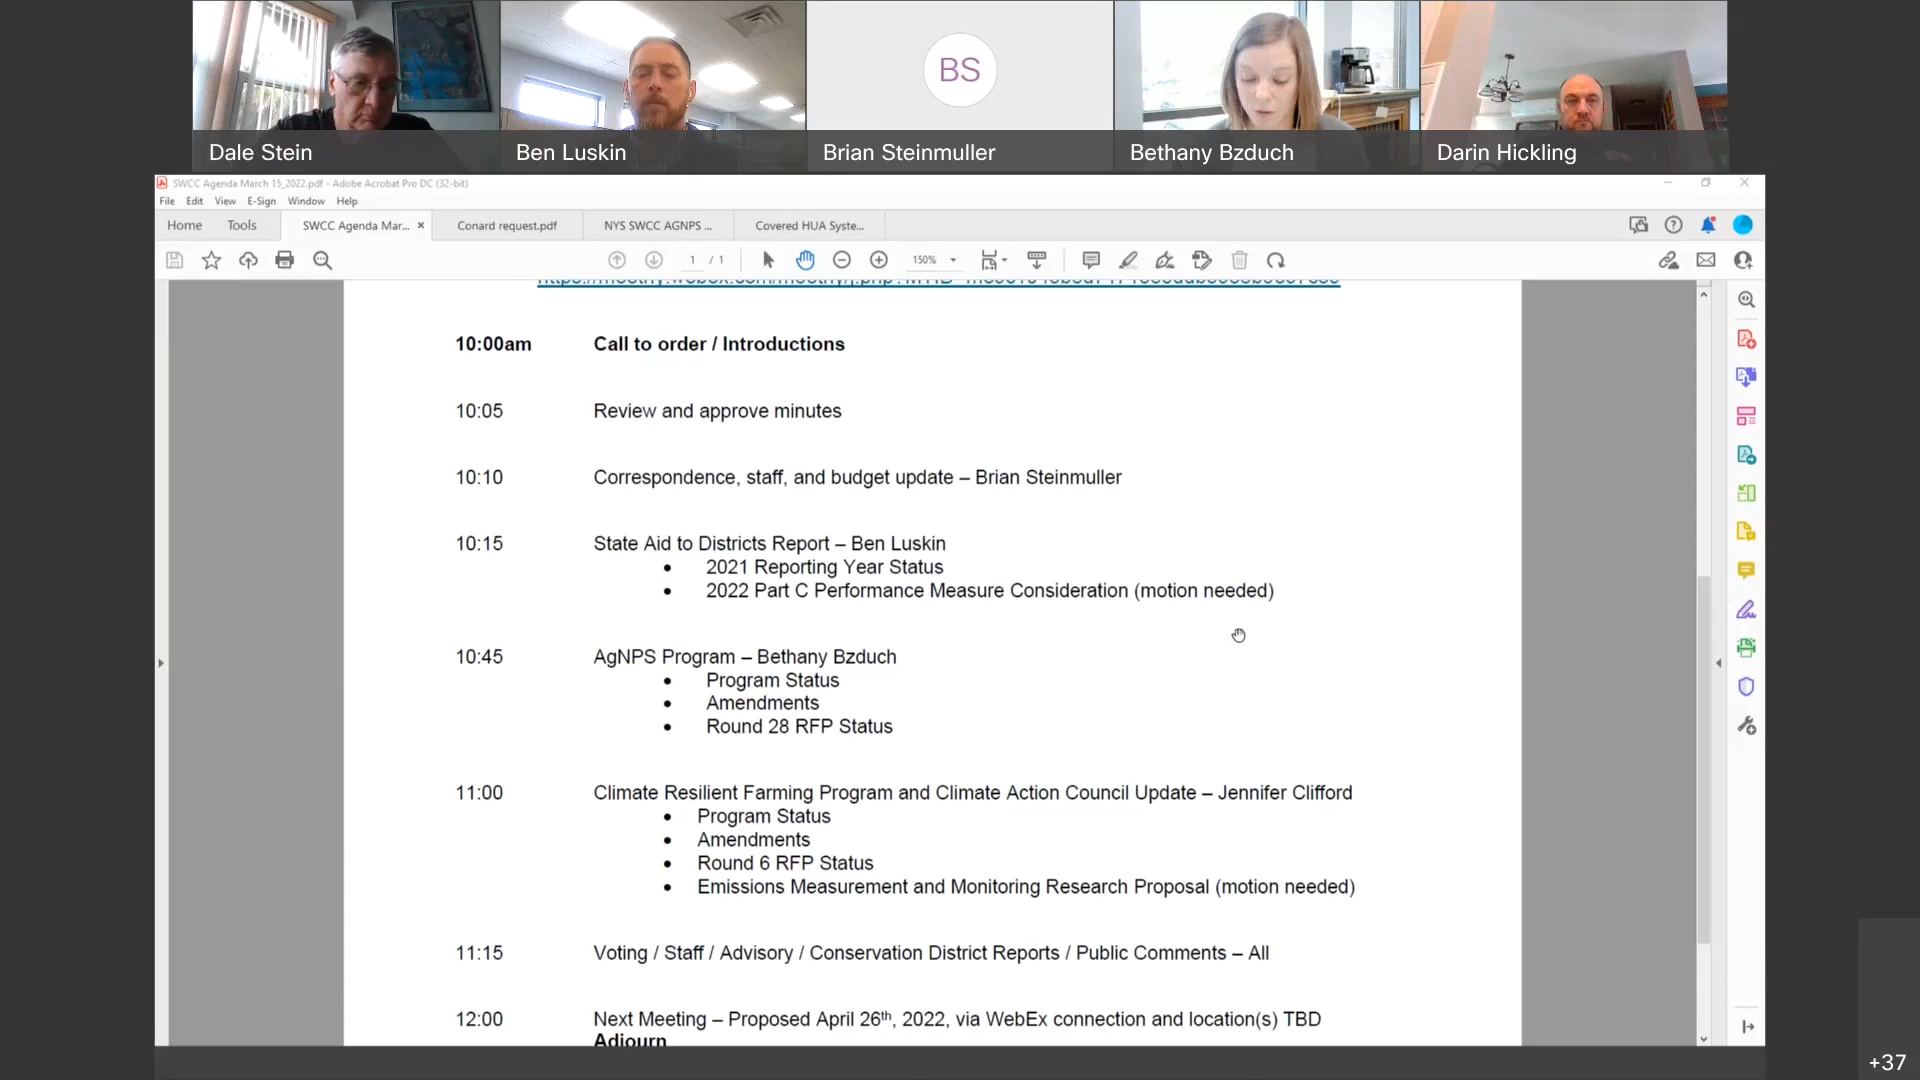 BS
Dale Stein
Ben Luskin
Brian Steinmuller
Bethany Bzduch
Darin Hickling
SWCC Agenda March 15_2022.pdf - Adobe Acrobat Pro DC (32-bit)
File Edit View E-Sign Window Help
Home Tools SWCC Agenda Mar... × Conard request.pdf NYS SWCC AGNPS ... Covered HUA Syste...
1 / 1 150%
10:00am Call to order / Introductions
10:05 Review and approve minutes
10:10 Correspondence, staff, and budget update – Brian Steinmuller
10:15 State Aid to Districts Report – Ben Luskin
• 2021 Reporting Year Status
• 2022 Part C Performance Measure Consideration (motion needed)
10:45 AgNPS Program – Bethany Bzduch
• Program Status
• Amendments
• Round 28 RFP Status
11:00 Climate Resilient Farming Program and Climate Action Council Update – Jennifer Clifford
• Program Status
• Amendments
• Round 6 RFP Status
• Emissions Measurement and Monitoring Research Proposal (motion needed)
11:15 Voting / Staff / Advisory / Conservation District Reports / Public Comments – All
12:00 Next Meeting – Proposed April 26th, 2022, via WebEx connection and location(s) TBD
Adjourn
+37